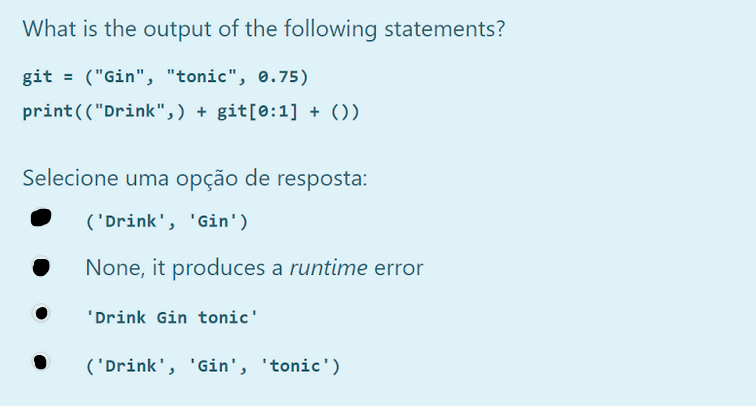 What is the output of the following statements?
git = ("Gin", "tonic", 0.75)
print(("Drink",) + git[0:1] + ())
Selecione uma opção de resposta:
('Drink', 'Gin')
None, it produces a runtime error
'Drink Gin tonic'
('Drink', 'Gin', 'tonic')